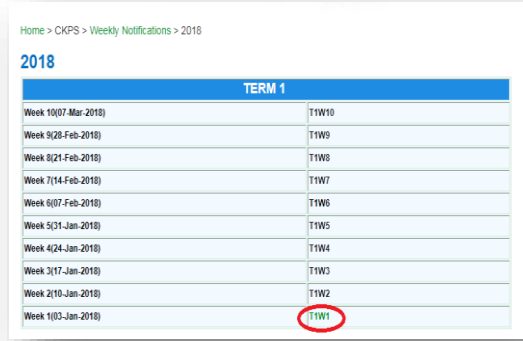 Home > CKPS > Weekly Notifications > 2018
2018
TERM 1
Week 10(07-Mar-2018) T1W10
Week 9(28-Feb-2018) T1W9
Week 8(21-Feb-2018) T1W8
Week 7(14-Feb-2018) T1W7
Week 6(07-Feb-2018) T1W6
Week 5(31-Jan-2018) T1W5
Week 4(24-Jan-2018) T1W4
Week 3(17-Jan-2018) T1W3
Week 2(10-Jan-2018) T1W2
Week 1(03-Jan-2018) T1W1